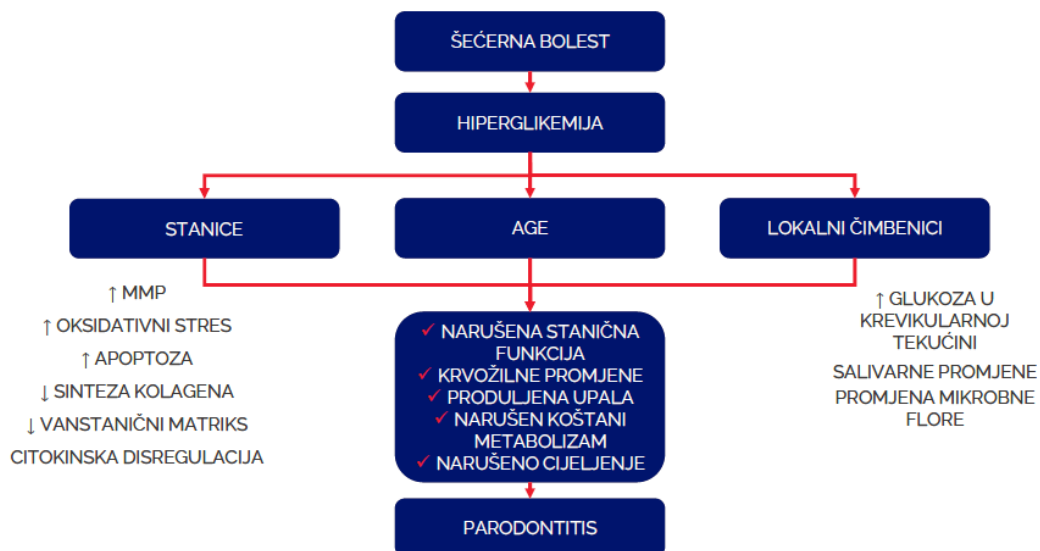 ŠEĆERNA BOLEST
HIPERGLIKEMIJA
STANICE
AGE
LOKALNI ČIMBENICI
↑ MMP
↑ OKSIDATIVNI STRES
↑ APOPTOZA
↓ SINTEZA KOLAGENA
↓ VANSTANIČNI MATRIKS
CITOKINSKA DISREGULACIJA
✓ NARUŠENA STANIČNA
FUNKCIJA
✓ KRVOŽILNE PROMJENE
✓ PRODULJENA UPALA
✓ NARUŠEN KOŠTANI
METABOLIZAM
✓ NARUŠENO CIJELJENJE
↑ GLUKOZA U
KREVIKULARNOJ
TEKUĆINI
SALIVARNE PROMJENE
PROMJENA MIKROBNE
FLORE
PARODONTITIS